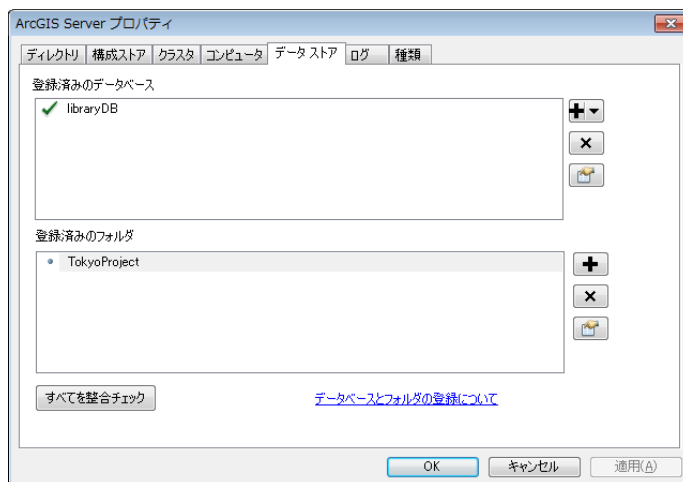 ArcGIS Server プロパティ
ディレクトリ 構成ストア クラスタ コンピュータ データ ストア ログ 種類
登録済みのデータベース
libraryDB
登録済みのフォルダ
TokyoProject
すべてを整合チェック データベースとフォルダの登録について
OK キャンセル 適用(A)